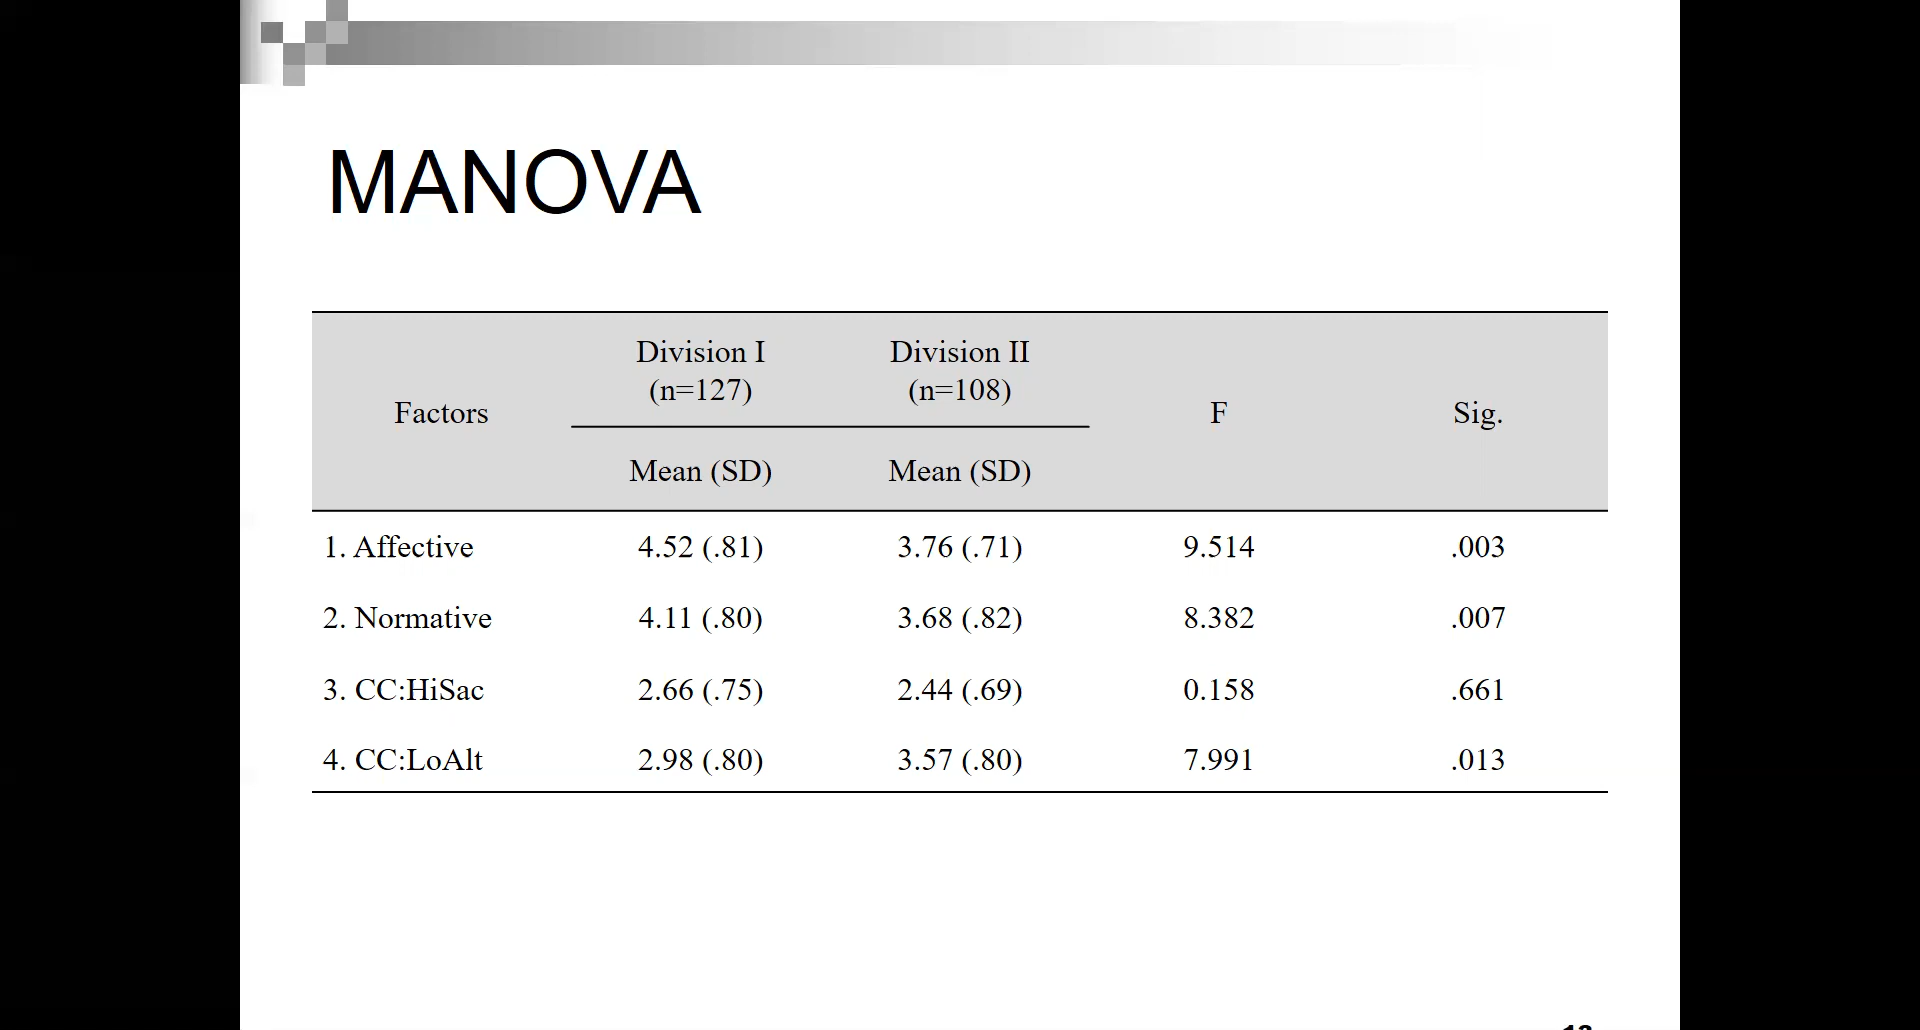 MANOVA
Factors
Division I
(n=127)
Division II
(n=108)
F
Sig.
Mean (SD)
Mean (SD)
1. Affective 4.52 (.81) 3.76 (.71) 9.514 .003
2. Normative 4.11 (.80) 3.68 (.82) 8.382 .007
3. CC:HiSac 2.66 (.75) 2.44 (.69) 0.158 .661
4. CC:LoAlt 2.98 (.80) 3.57 (.80) 7.991 .013